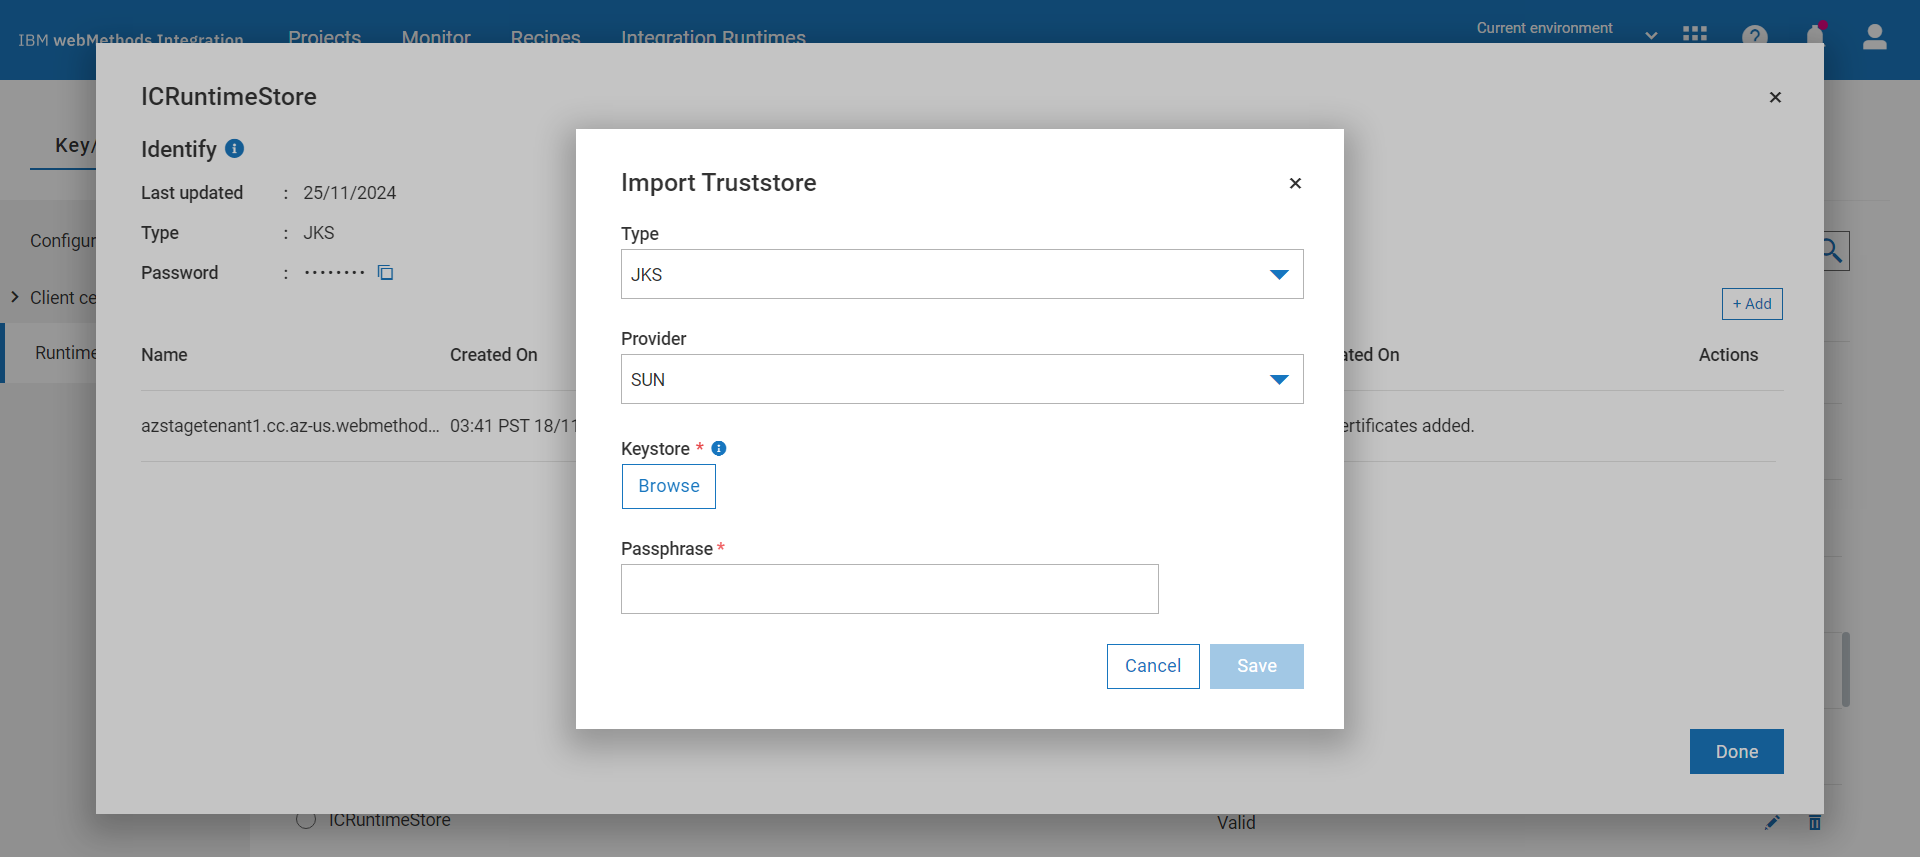 IBM webMethods Integration
Projects
Monitor
Recipes
Integration Runtimes
Current environment
Key/
Configur
Client ce
Runtime
ICRuntimeStore
Identify
Last updated : 25/11/2024
Type : JKS
Password : ········
+ Add
Name
Created On
ated On
Actions
azstagetenant1.cc.az-us.webmethod...
03:41 PST 18/11
ertificates added.
Done
Import Truststore
Type
JKS
Provider
SUN
Keystore *
Browse
Passphrase *
Cancel
Save
ICRuntimeStore
Valid